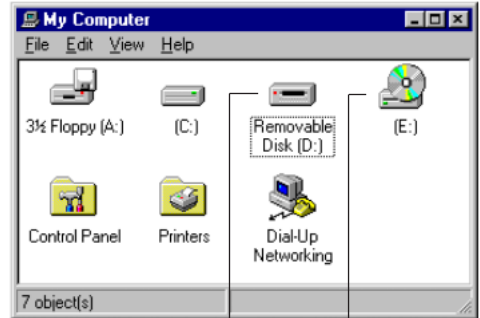 My Computer
File Edit View Help
3½ Floppy (A:) (C:) Removable Disk (D:) (E:)
Control Panel Printers Dial-Up Networking
7 object(s)